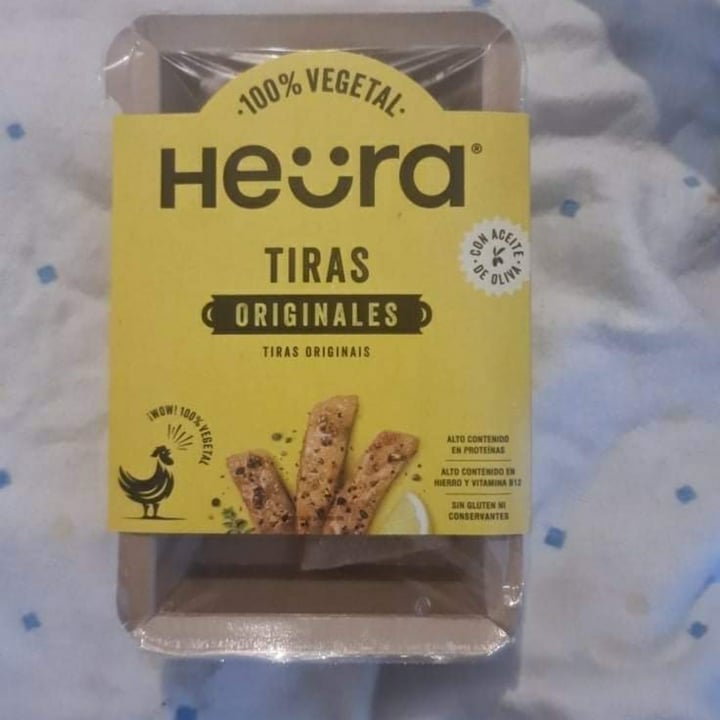 ·100% VEGETAL·
Heüra®
·CON ACEITE·
DE OLIVA
TIRAS
ORIGINALES
TIRAS ORIGINAIS
¡WOW! 100% VEGETAL
ALTO CONTENIDO
EN PROTEÍNAS
ALTO CONTENIDO EN
HIERRO Y VITAMINA B12
SIN GLUTEN NI
CONSERVANTES